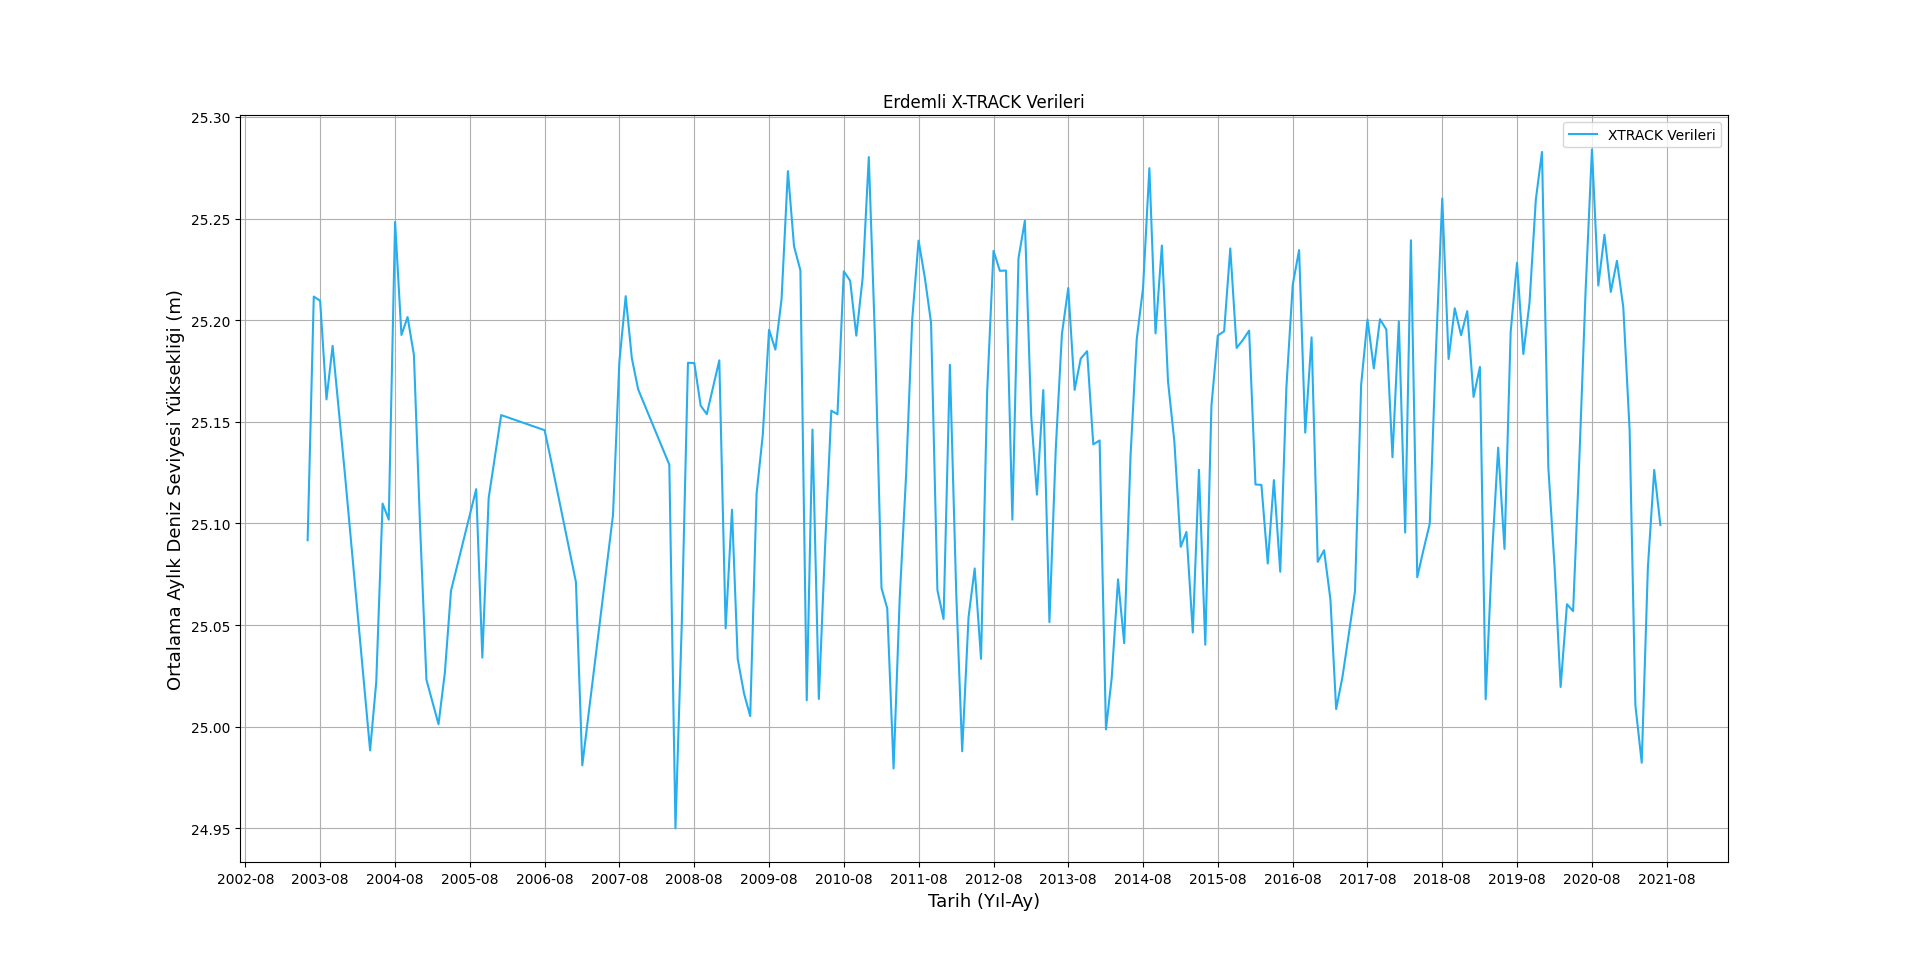 Erdemli X-TRACK Verileri
XTRACK Verileri
Ortalama Aylık Deniz Seviyesi Yüksekliği (m)
25.30
25.25
25.20
25.15
25.10
25.05
25.00
24.95
2002-08 2003-08 2004-08 2005-08 2006-08 2007-08 2008-08 2009-08 2010-08 2011-08 2012-08 2013-08 2014-08 2015-08 2016-08 2017-08 2018-08 2019-08 2020-08 2021-08
Tarih (Yıl-Ay)